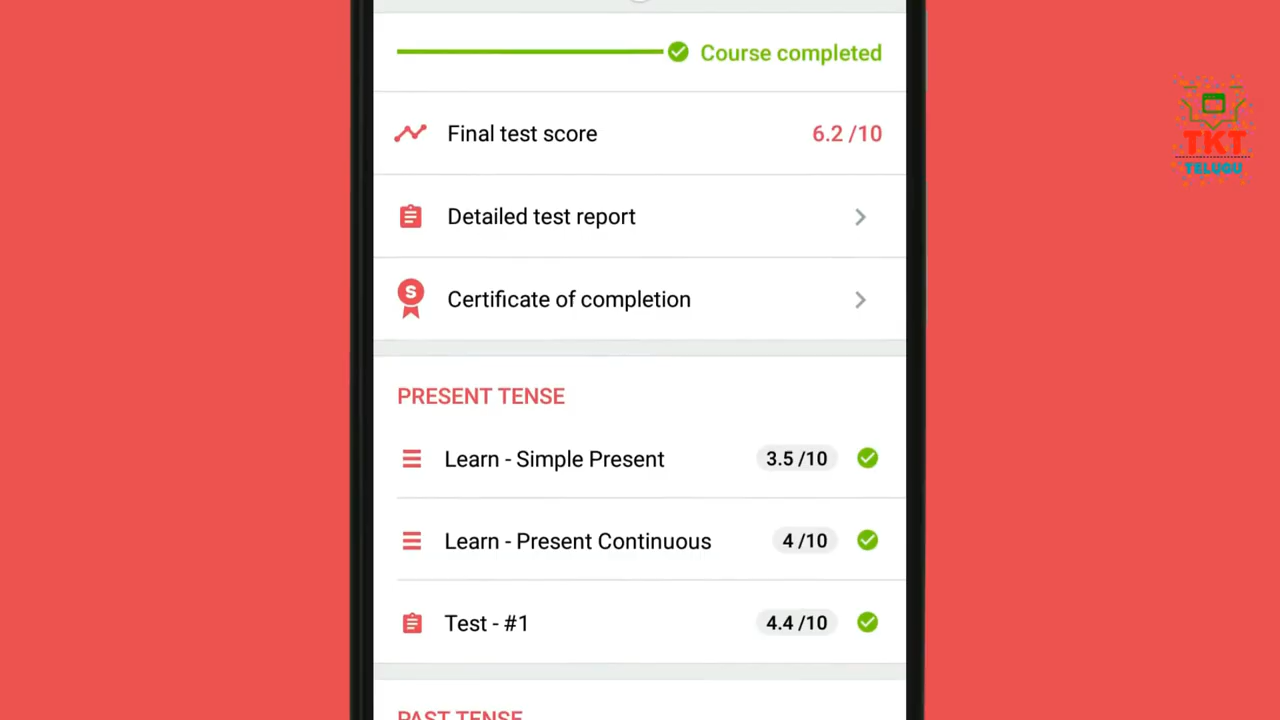 Course completed
Final test score 6.2 /10
Detailed test report
S
Certificate of completion
PRESENT TENSE
Learn - Simple Present 3.5 /10
Learn - Present Continuous 4 /10
Test - #1 4.4 /10
PAST TENSE
TKT
TELUGU